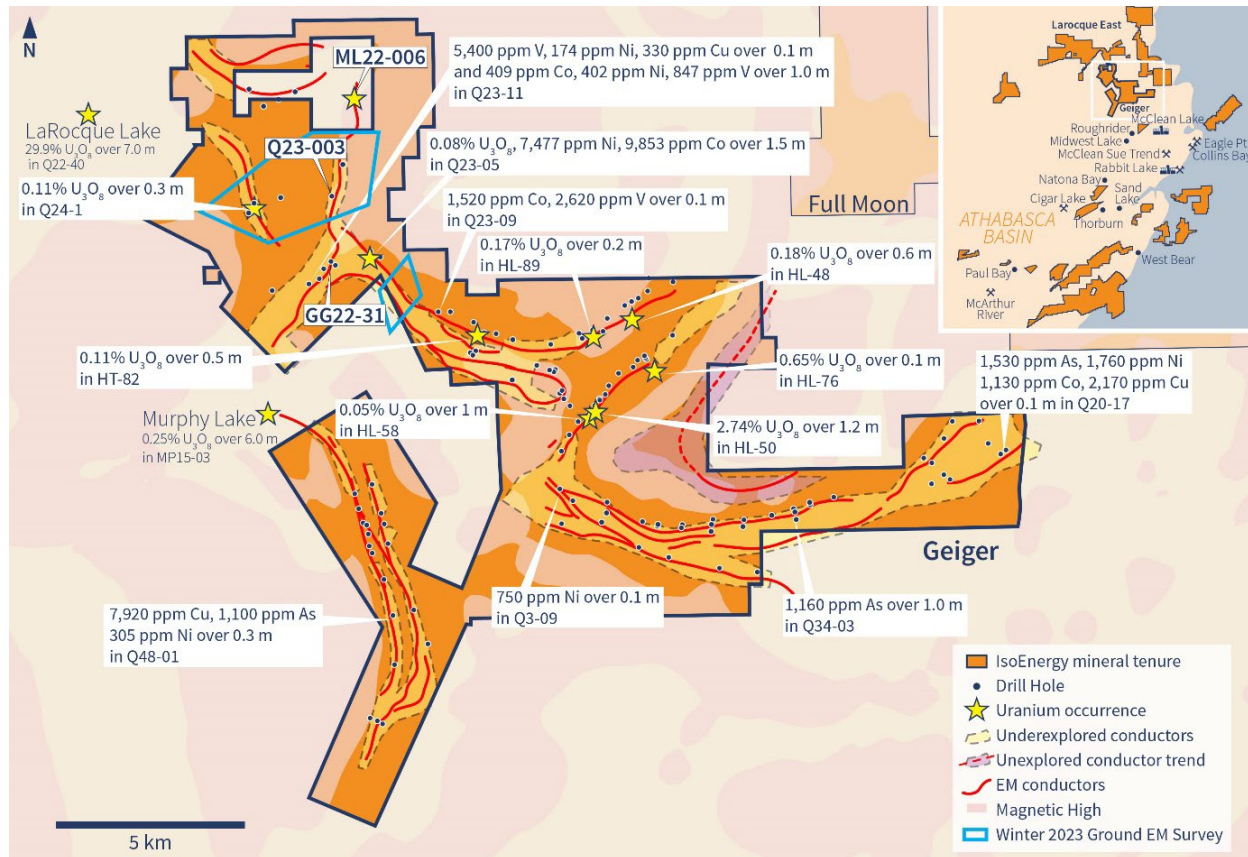 N
ML22-006
5,400 ppm V, 174 ppm Ni, 330 ppm Cu over 0.1 m
and 409 ppm Co, 402 ppm Ni, 847 ppm V over 1.0 m
in Q23-11
LaRocque Lake
29.9% U₃O₈ over 7.0 m
in Q22-40
Q23-003
0.08% U₃O₈, 7,477 ppm Ni, 9,853 ppm Co over 1.5 m
in Q23-05
0.11% U₃O₈ over 0.3 m
in Q24-1
1,520 ppm Co, 2,620 ppm V over 0.1 m
in Q23-09
Full Moon
0.17% U₃O₈ over 0.2 m
in HL-89
0.18% U₃O₈ over 0.6 m
in HL-48
GG22-31
0.11% U₃O₈ over 0.5 m
in HT-82
0.65% U₃O₈ over 0.1 m
in HL-76
1,530 ppm As, 1,760 ppm Ni
1,130 ppm Co, 2,170 ppm Cu
over 0.1 m in Q20-17
Murphy Lake
0.25% U₃O₈ over 6.0 m
in MP15-03
0.05% U₃O₈ over 1 m
in HL-58
2.74% U₃O₈ over 1.2 m
in HL-50
Geiger
7,920 ppm Cu, 1,100 ppm As
305 ppm Ni over 0.3 m
in Q48-01
750 ppm Ni over 0.1 m
in Q3-09
1,160 ppm As over 1.0 m
in Q34-03
5 km
IsoEnergy mineral tenure
Drill Hole
Uranium occurrence
Underexplored conductors
Unexplored conductor trend
EM conductors
Magnetic High
Winter 2023 Ground EM Survey
Larocque East
Geiger
McClean Lake
Roughrider
Midwest Lake
McClean Sue Trend
Eagle Pt
Collins Bay
Rabbit Lake
Natona Bay
Sand
Lake
Cigar Lake
Thorburn
ATHABASCA
BASIN
West Bear
Paul Bay
McArthur
River